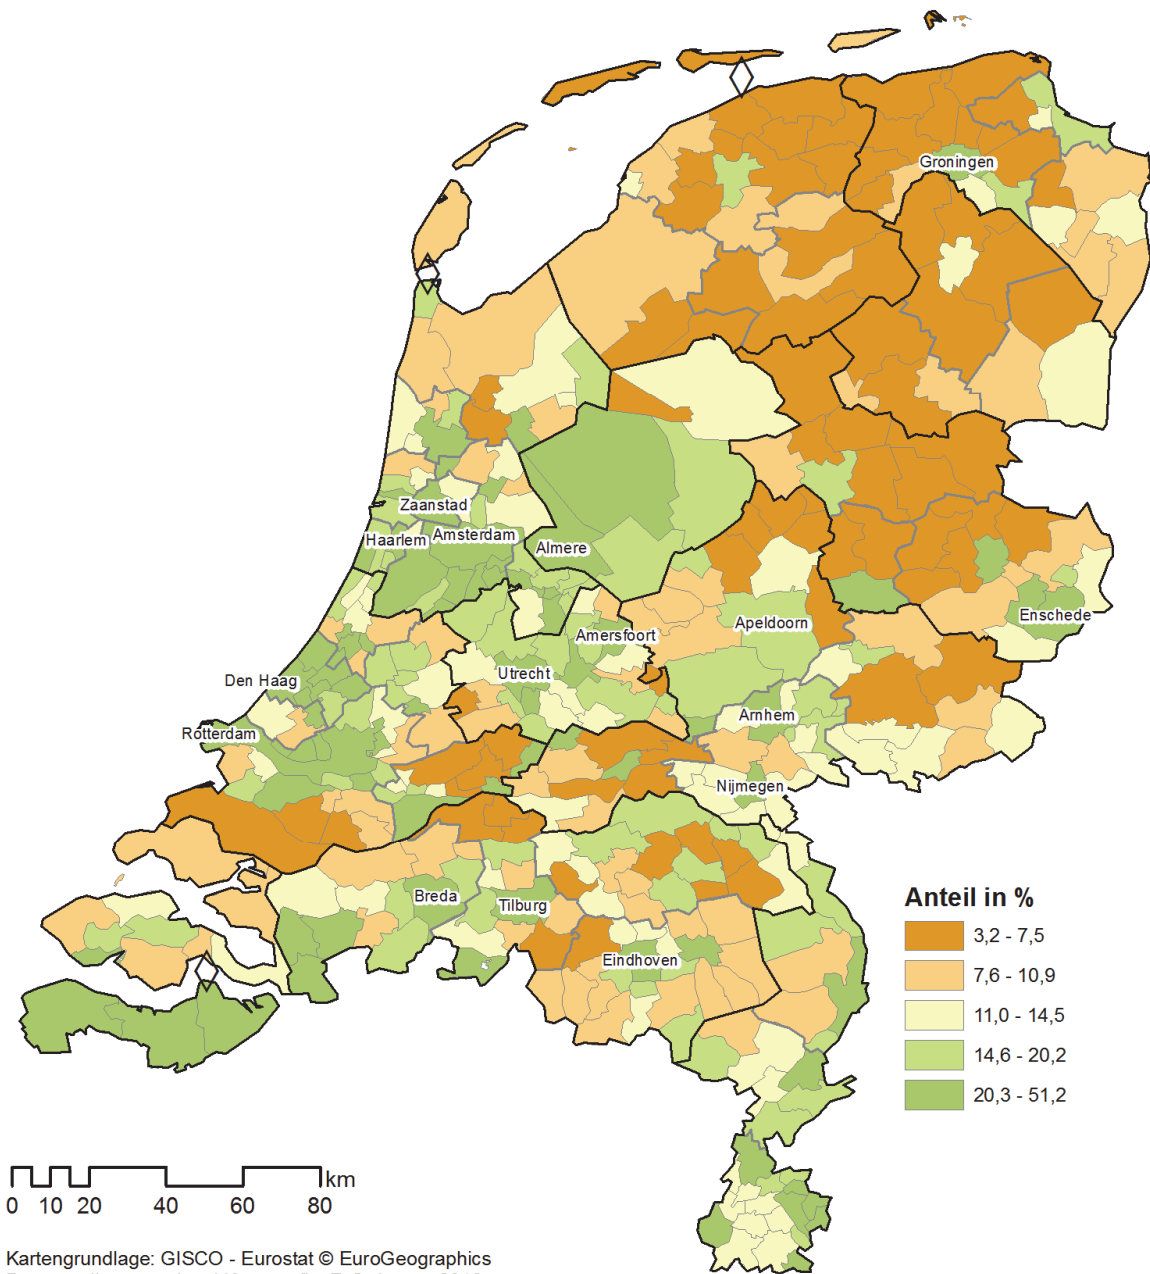 Groningen
Zaanstad
Haarlem
Amsterdam
Almere
Enschede
Apeldoorn
Amersfoort
Utrecht
Den Haag
Arnhem
Rotterdam
Nijmegen
Breda
Tilburg
Eindhoven
Anteil in %
3,2 - 7,5
7,6 - 10,9
11,0 - 14,5
14,6 - 20,2
20,3 - 51,2
km
0 10 20 40 60 80
Kartengrundlage: GISCO - Eurostat © EuroGeographics